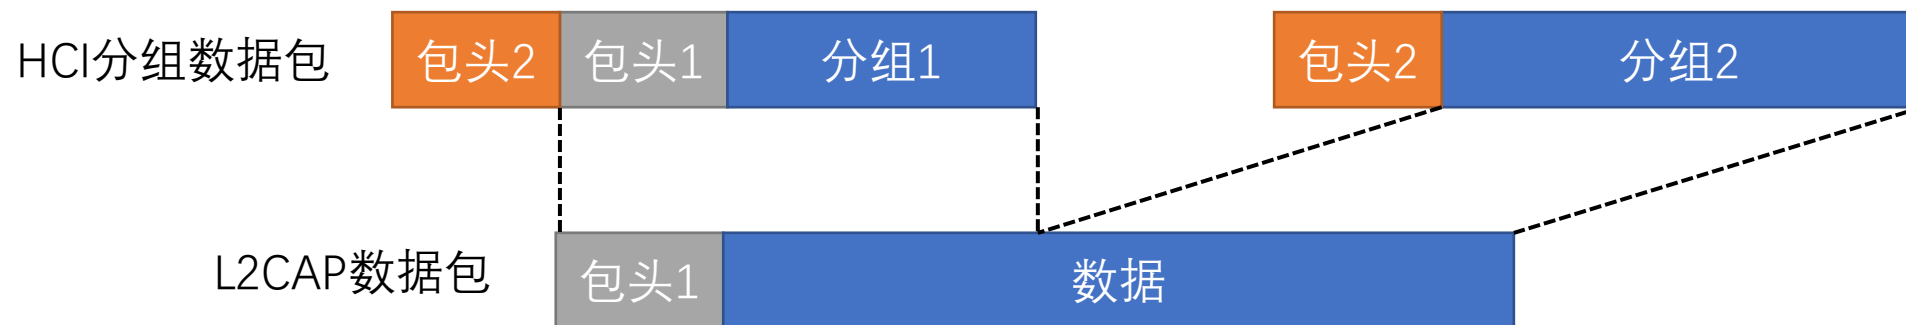 HCI分组数据包 包头2 包头1 分组1 包头2 分组2
L2CAP数据包 包头1 数据